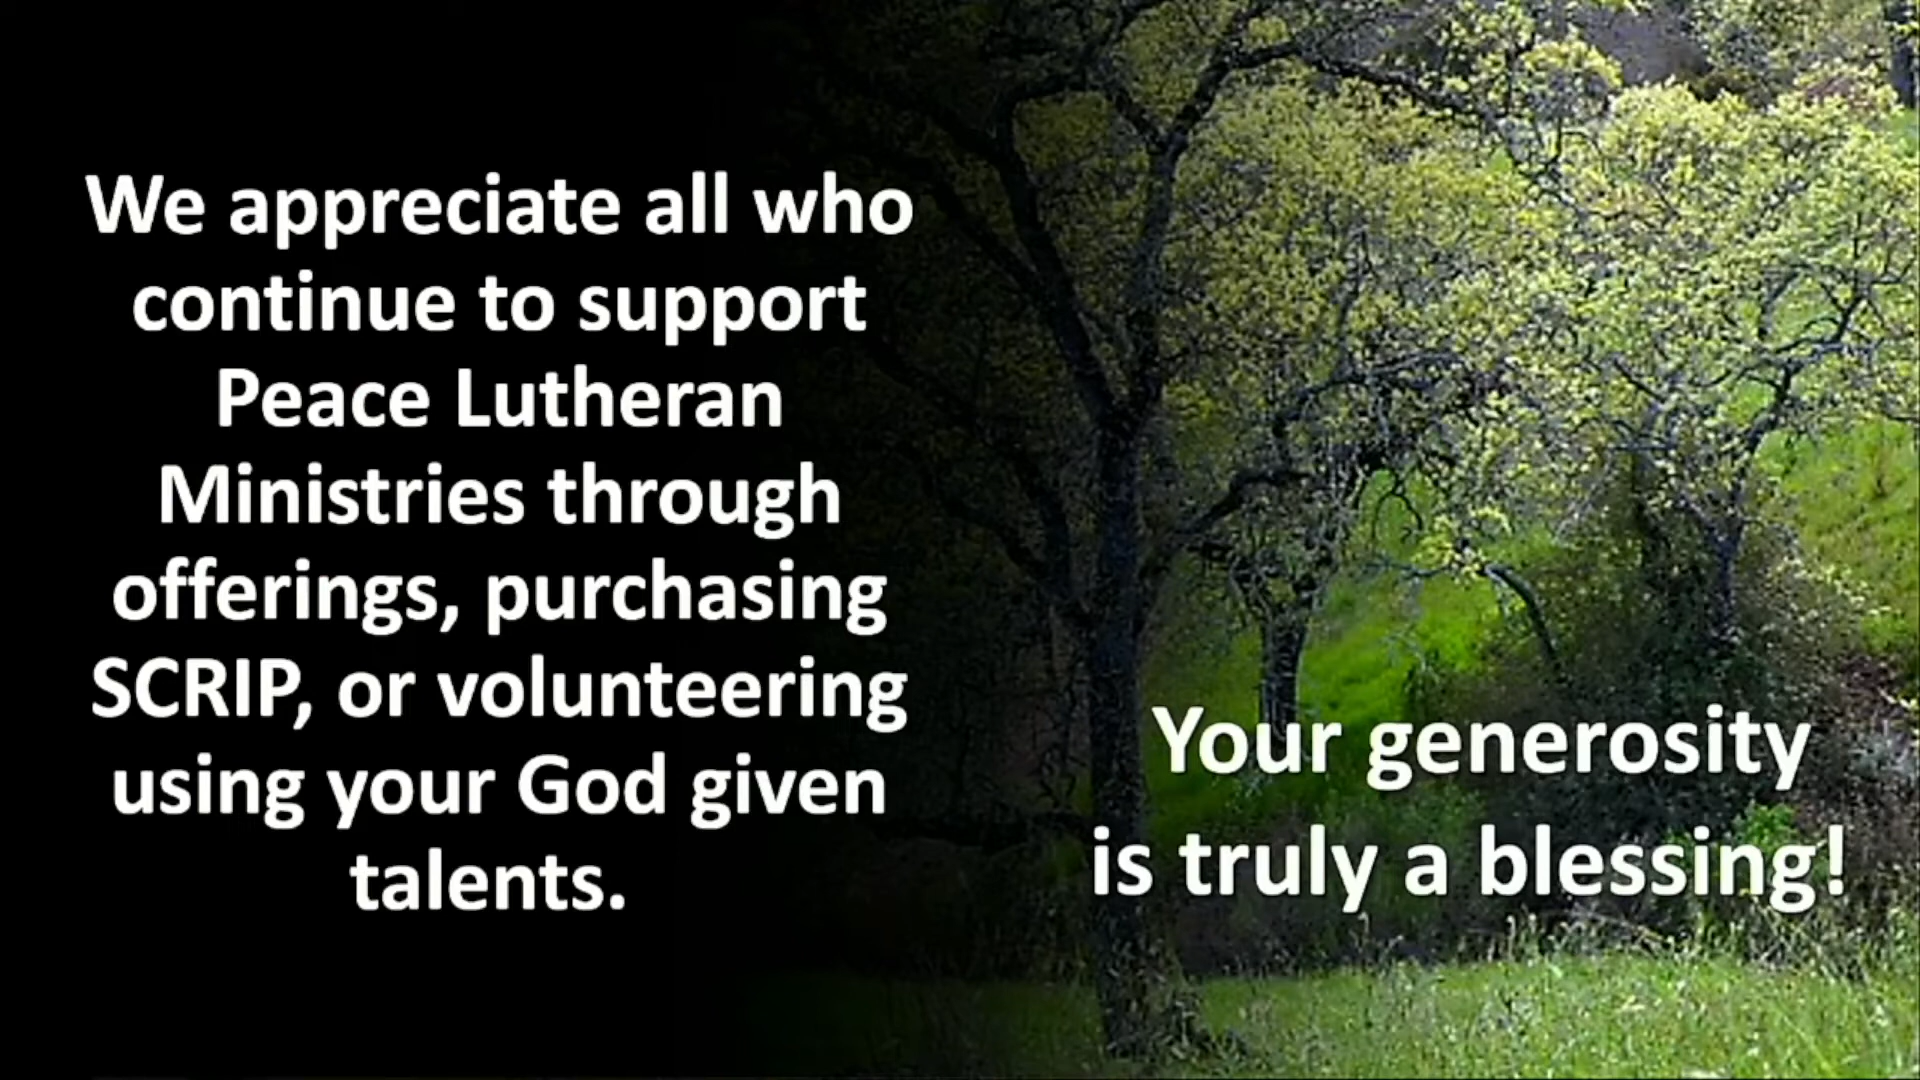 We appreciate all who
continue to support
Peace Lutheran
Ministries through
offerings, purchasing
SCRIP, or volunteering
using your God given
talents.
Your generosity
is truly a blessing!